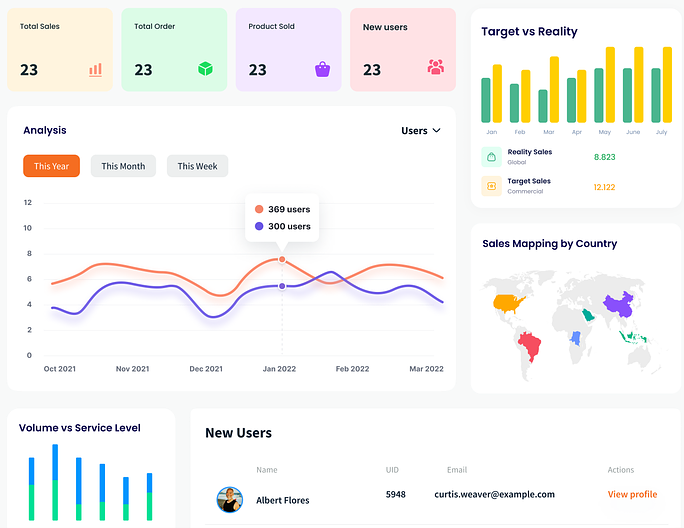 Total Sales
23
Total Order
23
Product Sold
23
New users
23
Target vs Reality
Jan Feb Mar Apr May June July
Reality Sales
Global
8.823
Target Sales
Commercial
12.122
Analysis
Users
This Year
This Month
This Week
12
10
8
6
4
2
0
369 users
300 users
Oct 2021 Nov 2021 Dec 2021 Jan 2022 Feb 2022 Mar 2022
Sales Mapping by Country
Volume vs Service Level
New Users
Name UID Email Actions
Albert Flores 5948 curtis.weaver@example.com View profile